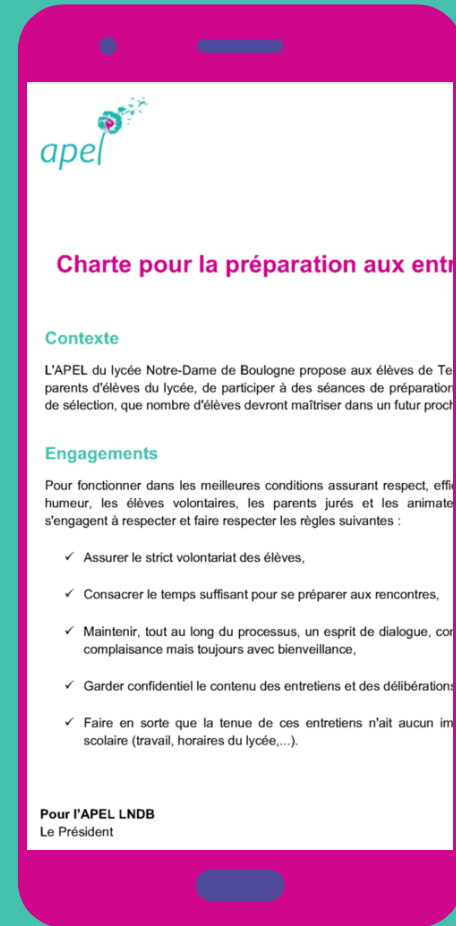 apel
Charte pour la préparation aux entr
Contexte
L'APEL du lycée Notre-Dame de Boulogne propose aux élèves de Te
parents d'élèves du lycée, de participer à des séances de préparation
de sélection, que nombre d'élèves devront maîtriser dans un futur proch
Engagements
Pour fonctionner dans les meilleures conditions assurant respect, effi
humeur, les élèves volontaires, les parents jurés et les animate
s'engagent à respecter et faire respecter les règles suivantes :
✓ Assurer le strict volontariat des élèves,
✓ Consacrer le temps suffisant pour se préparer aux rencontres,
✓ Maintenir, tout au long du processus, un esprit de dialogue, con
complaisance mais toujours avec bienveillance,
✓ Garder confidentiel le contenu des entretiens et des délibérations
✓ Faire en sorte que la tenue de ces entretiens n'ait aucun im
scolaire (travail, horaires du lycée,...).
Pour l'APEL LNDB
Le Président